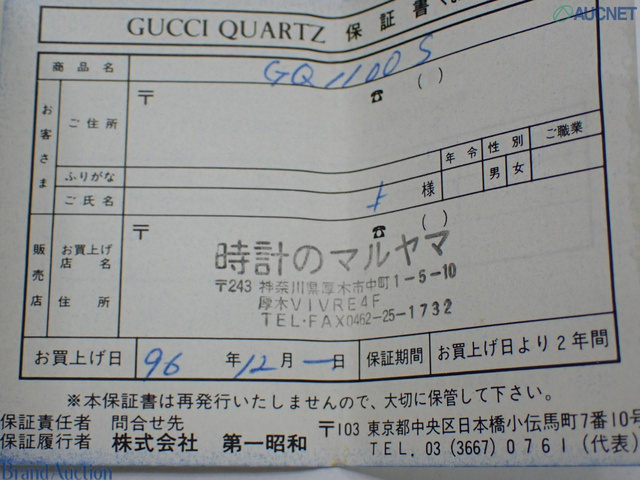 AUCNET
GUCCI QUARTZ 保証書
商品名 GQ1100S
お客さま
ご住所 〒 ☎ ( )
年令 性別 ご職業
ふりがな
男 女
ご氏名 様
販売店
お買上げ店名 〒 ☎ ( )
時計のマルヤマ
住所 〒243 神奈川県厚木市中町1-5-10
厚木VIVRE4F
TEL・FAX0462-25-1732
お買上げ日 96年 12月 一日 保証期間 お買上げ日より2年間
※本保証書は再発行いたしませんので、大切に保管して下さい。
保証責任者 問合せ先 〒103 東京都中央区日本橋小伝馬町7番10号
保証履行者 株式会社 第一昭和 TEL. 03 (3667) 0761 (代表)
Brand Auction